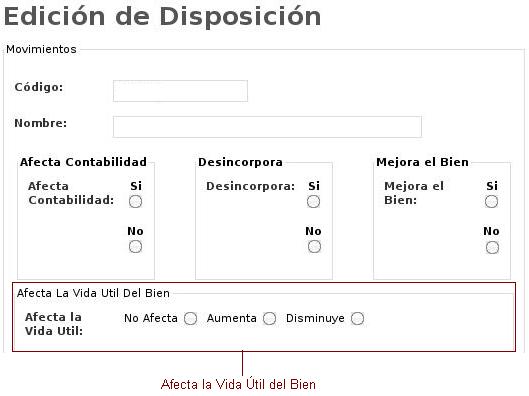 Edición de Disposición
Movimientos
Código:
Nombre:
Afecta Contabilidad
Desincorpora
Mejora el Bien
Afecta Contabilidad:
Si
No
Desincorpora:
Si
No
Mejora el Bien:
Si
No
Afecta La Vida Util Del Bien
Afecta la Vida Util:
No Afecta
Aumenta
Disminuye
Afecta la Vida Útil del Bien